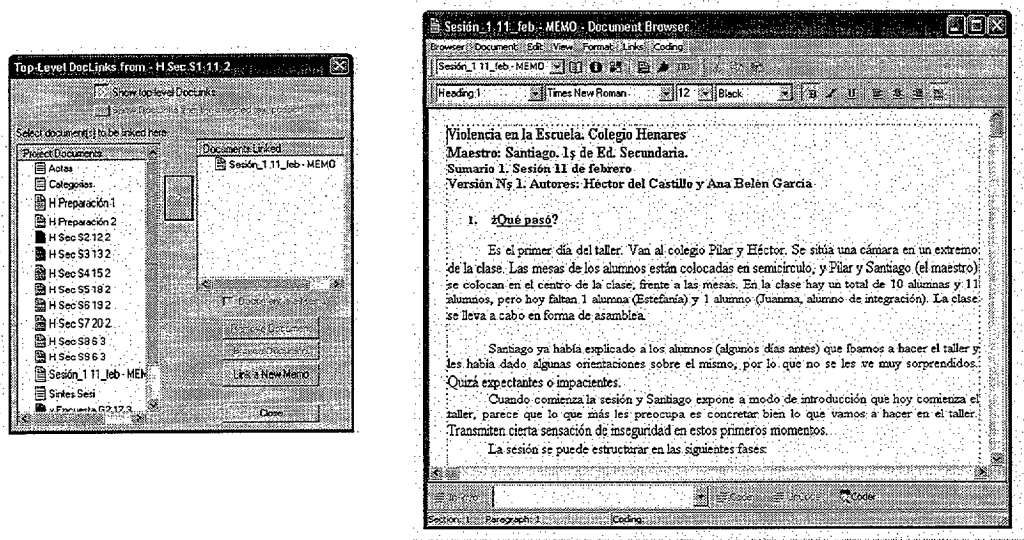 Top-Level DocLinks from - H Sec S1 11 2
Show top-level DocLinks
Select document[s] to be linked here
Project Documents
Actas
Categorias
H Preparación 1
H Preparación 2
H Sec S2 12 2
H Sec S3 13 2
H Sec S4 15 2
H Sec S5 18 2
H Sec S6 19 2
H Sec S7 20 2
H Sec S8 6 3
H Sec S9 6 3
Sesión_1 11_feb - MEM
Sintes Sesi
v Encuesta G2 17 3
Documents Linked
Sesión_1 11_feb - MEMO
Link a New Memo
Close
Sesión_1 11_feb - MEMO - Document Browser
Browser Document Edit View Format Links Coding
Sesión_1 11_feb - MEMO
Heading 1 Times New Roman 12 Black B I U
Violencia en la Escuela. Colegio Henares
Maestro: Santiago. 1ş de Ed. Secundaria.
Sumario 1. Sesión 11 de febrero
Versión Nş 1. Autores: Héctor del Castillo y Ana Belén García
1. żQué pasó?
Es el primer día del taller. Van al colegio Pilar y Héctor. Se sitúa una cámara en un extremo
de la clase. Las mesas de los alumnos están colocadas en semicírculo, y Pilar y Santiago (el maestro)
se colocan en el centro de la clase, frente a las mesas. En la clase hay un total de 10 alumnas y 11
alumnos, pero hoy faltan 1 alumna (Estefanía) y 1 alumno (Juanma, alumno de integración). La clase
se lleva a cabo en forma de asamblea.
Santiago ya había explicado a los alumnos (algunos días antes) que íbamos a hacer el taller y
les había dado algunas orientaciones sobre el mismo, por lo que no se les ve muy sorprendidos.
Quizá expectantes o impacientes.
Cuando comienza la sesión y Santiago expone a modo de introducción que hoy comienza el
taller, parece que lo que más les preocupa es concretar bien lo que vamos a hacer en el taller.
Transmiten cierta sensación de inseguridad en estos primeros momentos.
La sesión se puede estructurar en las siguientes fases:
Coder
Section: 1 Paragraph: 1 Coding: